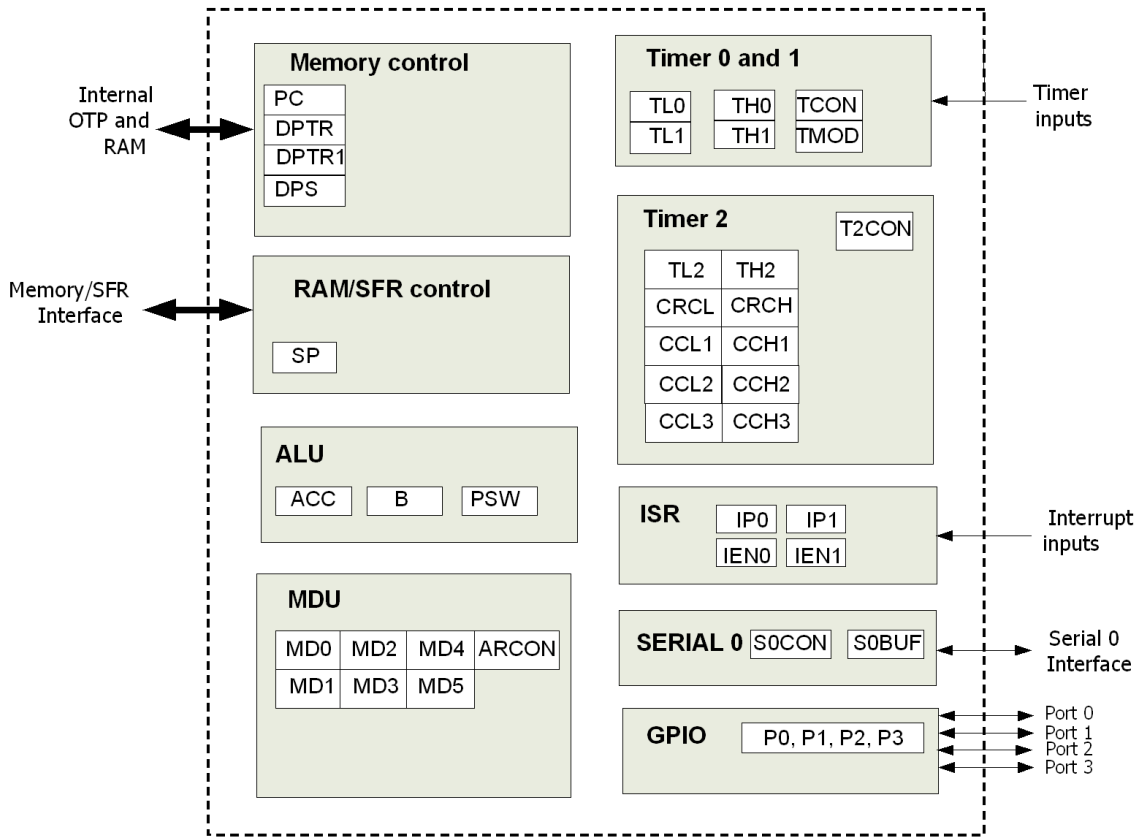 Memory control
PC
DPTR
DPTR1
DPS
Internal
OTP and
RAM
RAM/SFR control
SP
Memory/SFR
Interface
ALU
ACC B PSW
MDU
MD0 MD2 MD4 ARCON
MD1 MD3 MD5
Timer 0 and 1
TL0 TH0 TCON
TL1 TH1 TMOD
Timer
inputs
Timer 2
T2CON
TL2 TH2
CRCL CRCH
CCL1 CCH1
CCL2 CCH2
CCL3 CCH3
ISR
IP0 IP1
IEN0 IEN1
Interrupt
inputs
SERIAL 0 S0CON S0BUF
Serial 0
Interface
GPIO P0, P1, P2, P3
Port 0
Port 1
Port 2
Port 3